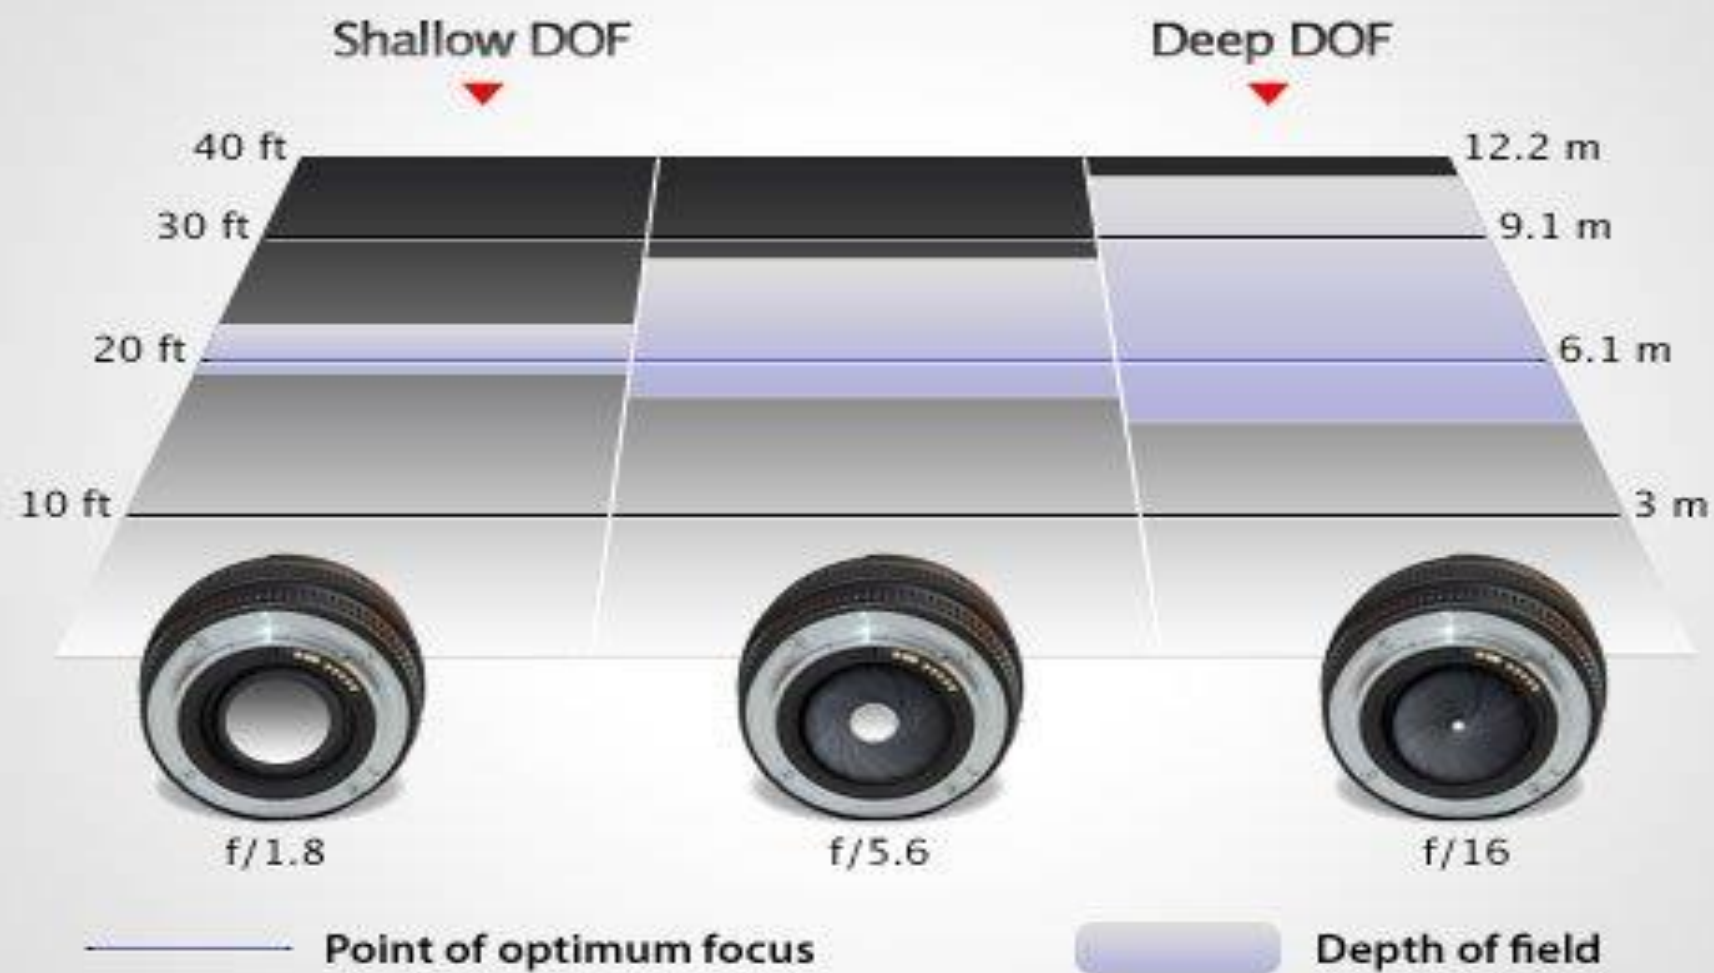 Shallow DOF
Deep DOF
40 ft
12.2 m
30 ft
9.1 m
20 ft
6.1 m
10 ft
3 m
f/1.8
f/5.6
f/16
Point of optimum focus
Depth of field